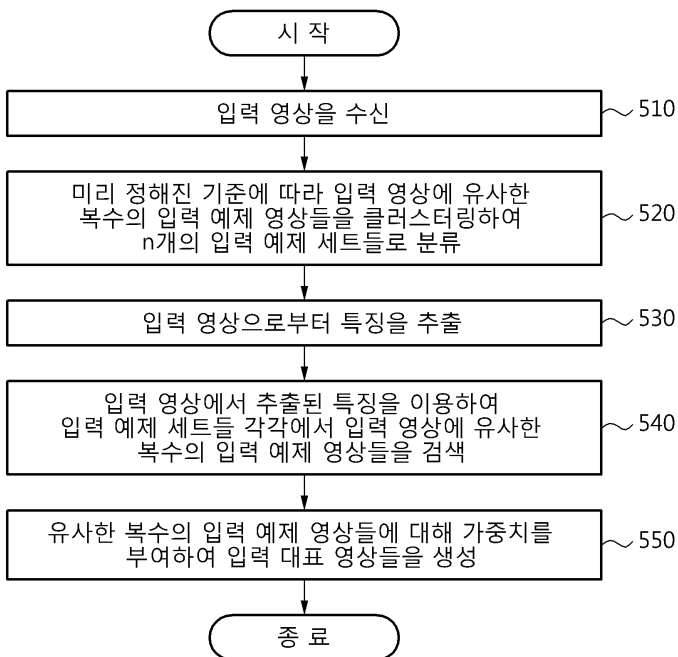 시 작
입력 영상을 수신
510
미리 정해진 기준에 따라 입력 영상에 유사한
복수의 입력 예제 영상들을 클러스터링하여
n개의 입력 예제 세트들로 분류
520
입력 영상으로부터 특징을 추출
530
입력 영상에서 추출된 특징을 이용하여
입력 예제 세트들 각각에서 입력 영상에 유사한
복수의 입력 예제 영상들을 검색
540
유사한 복수의 입력 예제 영상들에 대해 가중치를
부여하여 입력 대표 영상들을 생성
550
종 료